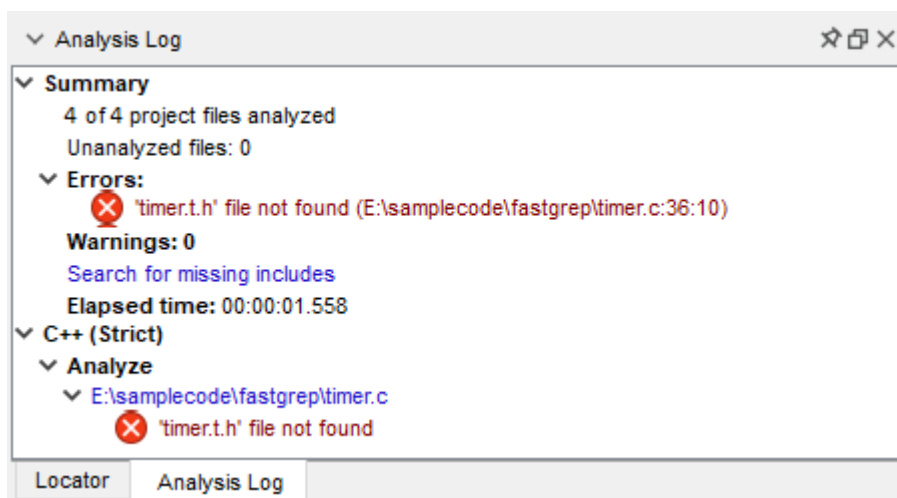 Analysis Log
Summary
4 of 4 project files analyzed
Unanalyzed files: 0
Errors:
'timer.t.h' file not found (E:\samplecode\fastgrep\timer.c:36:10)
Warnings: 0
Search for missing includes
Elapsed time: 00:00:01.558
C++ (Strict)
Analyze
E:\samplecode\fastgrep\timer.c
'timer.t.h' file not found
Locator Analysis Log